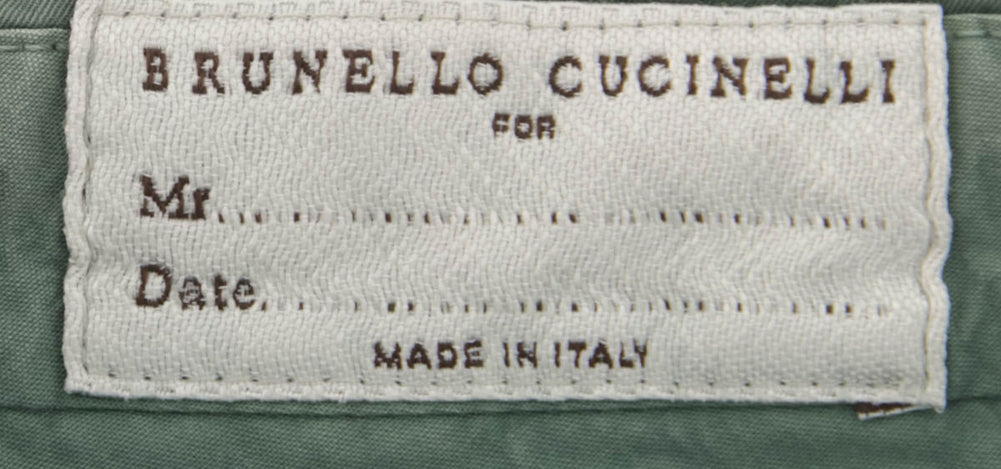 BRUNELLO CUCINELLI
FOR
Mr.............................................
Date..........................................
MADE IN ITALY